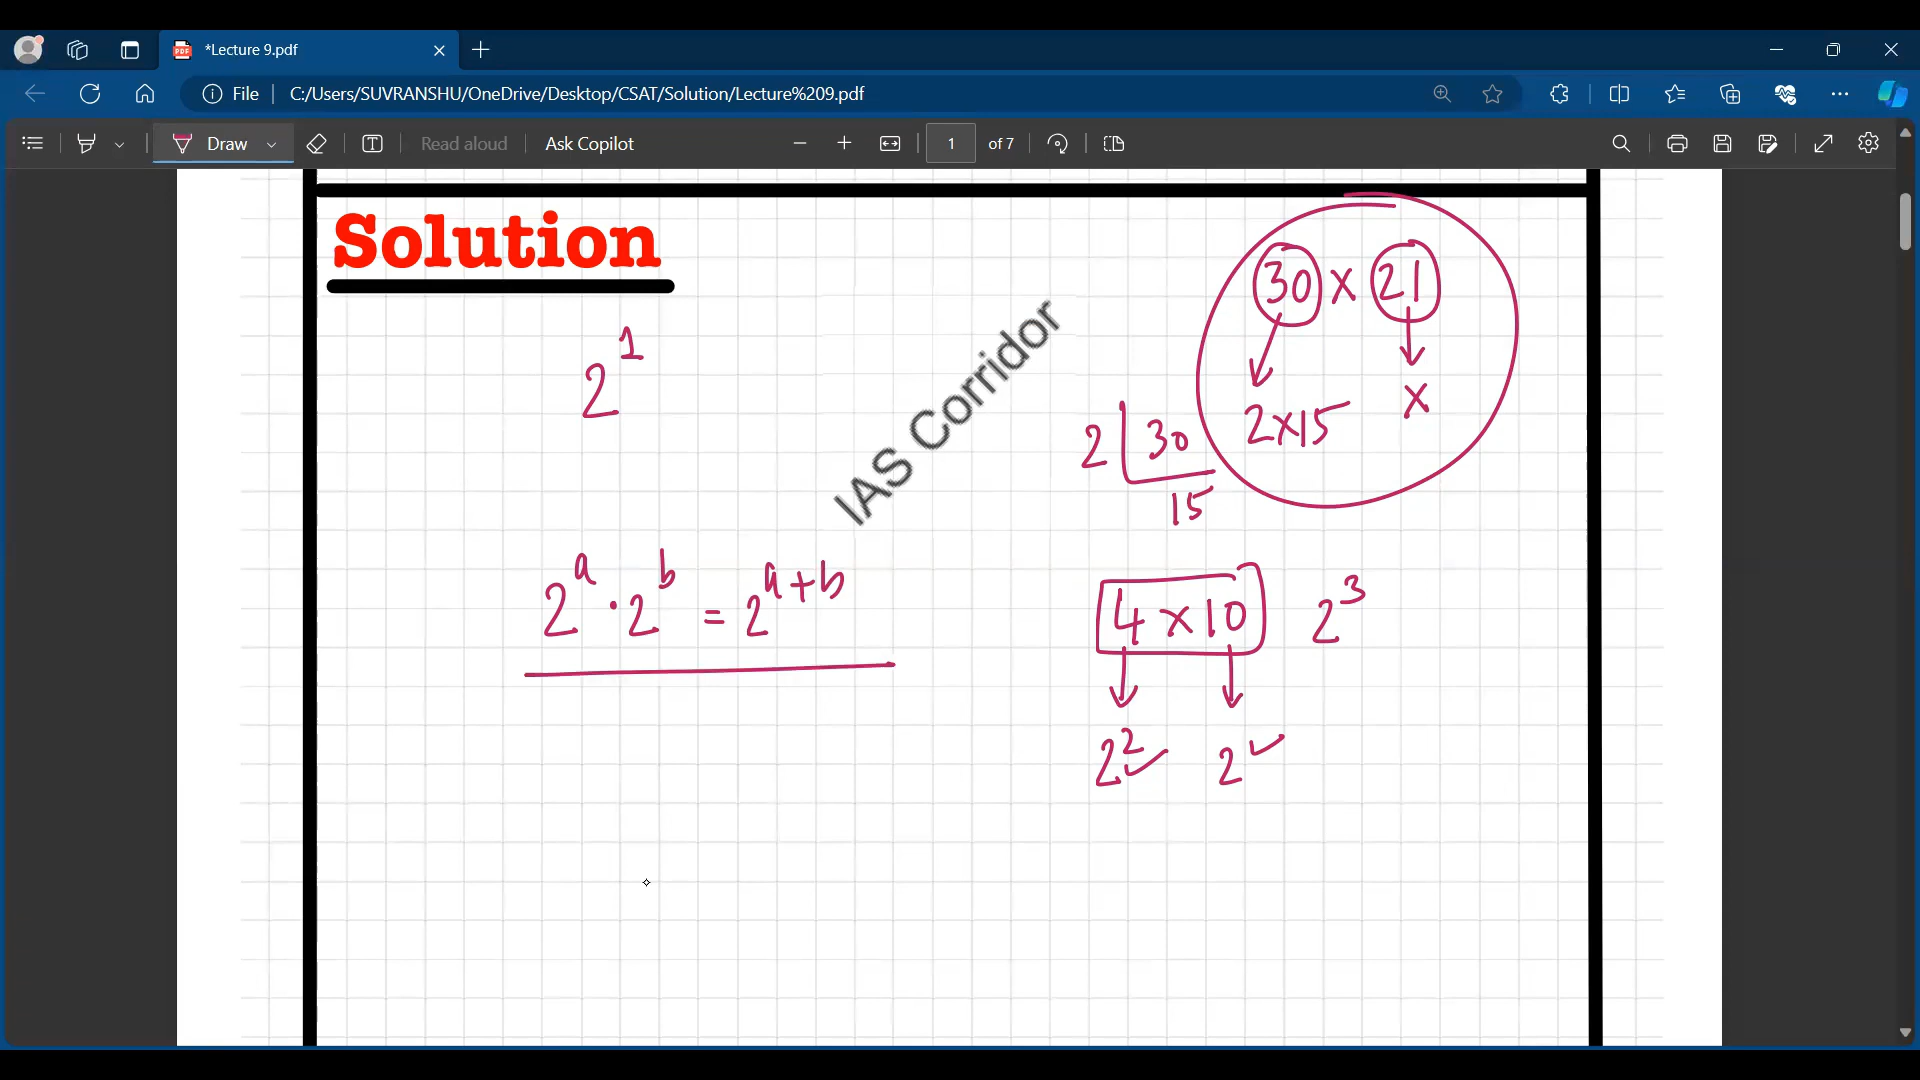 *Lecture 9.pdf
File
C:/Users/SUVRANSHU/OneDrive/Desktop/CSAT/Solution/Lecture%209.pdf
Draw
Read aloud
Ask Copilot
1 of 7
Solution
30 x 21
2x15 x
2 | 30
15
2^1
IAS Corridor
2^a · 2^b = 2^a+b
4 x 10 2^3
2^2 ✓ 2 ✓